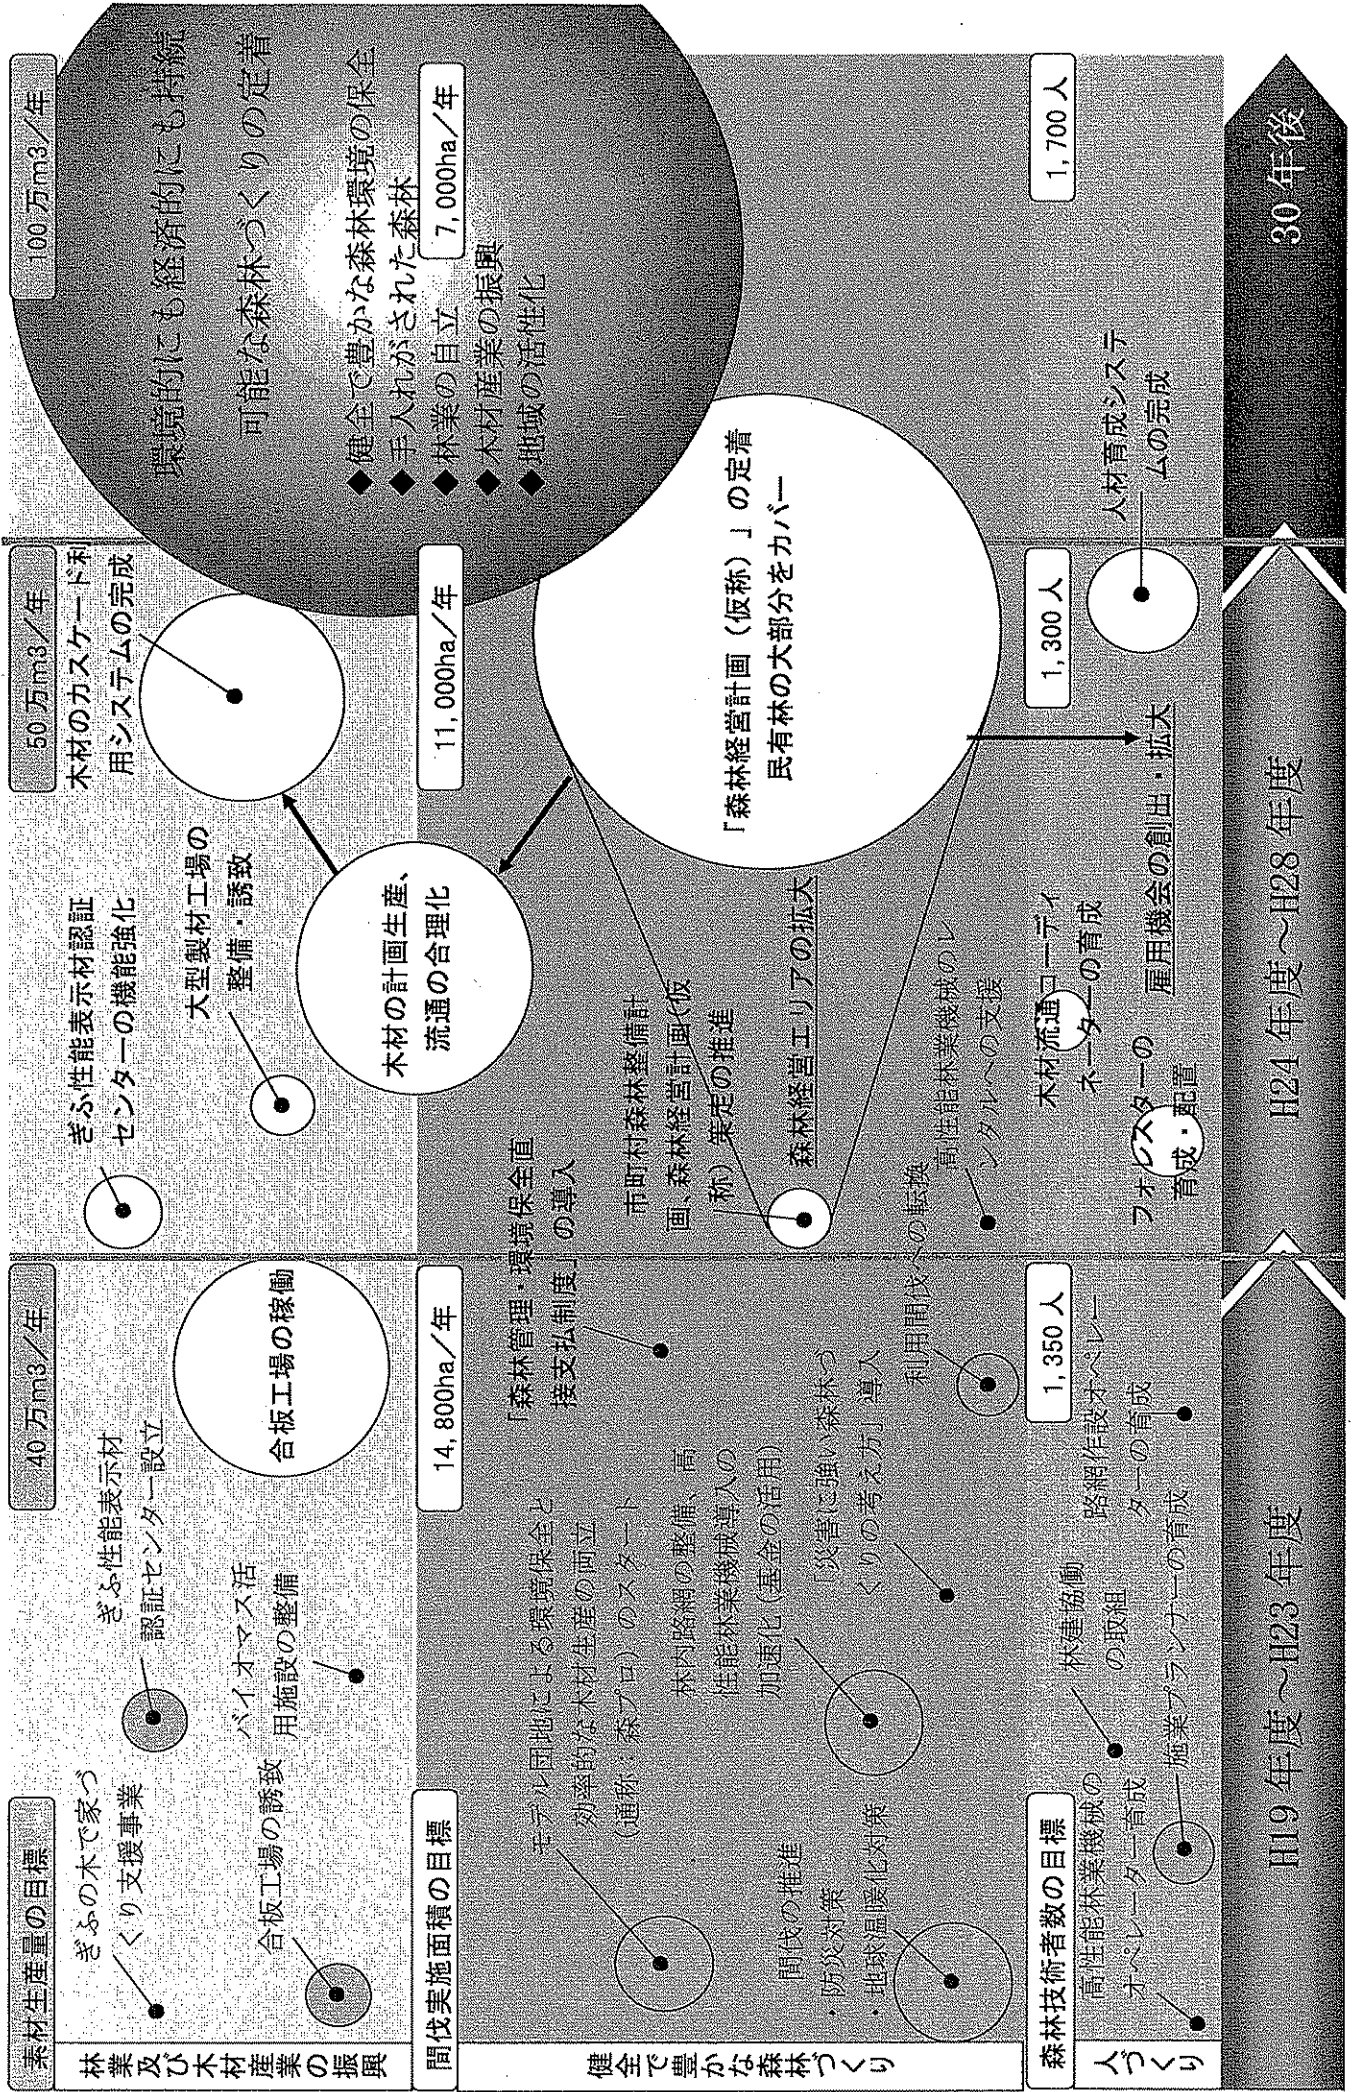 素材生産量の目標
40万m3／年
50万m3／年
100万m3／年
林業及び木材産業の振興
ぎふの木で家づ
くり支援事業
ぎふ性能表示材
認証センター設立
合板工場の誘致
バイオマス活
用施設の整備
合板工場の稼働
ぎふ性能表示材認証
センターの機能強化
大型製材工場の
整備・誘致
木材の計画生産、
流通の合理化
木材のカスケード利
用システムの完成
環境的にも経済的にも持続
可能な森林づくりの定着
◆健全で豊かな森林環境の保全
◆手入れがされた森林
◆林業の自立
◆木材産業の振興
◆地域の活性化
間伐実施面積の目標
14,800ha／年
11,000ha／年
7,000ha／年
健全で豊かな森林づくり
モデル団地による環境保全と
効率的な木材生産の両立
（通称：森プロ）のスタート
間伐の推進
・防災対策
・地球温暖化対策
林内路網の整備、高
性能林業機械導入の
加速化（基金の活用）
「災害に強い森林づ
くりの考え方」導入
「森林管理・環境保全直
接支払制度」の導入
利用間伐への転換
市町村森林整備計
画、森林経営計画（仮
称）策定の推進
森林経営エリアの拡大
高性能林業機械のレ
ンタルへの支援
「森林経営計画（仮称）」の定着
民有林の大部分をカバー
森林技術者数の目標
1,350人
1,300人
1,700人
人づくり
高性能林業機械の
オペレーター育成
林建協働
の取組
施業プランナーの育成
路網作設オペレー
ターの育成
木材流通コーディ
ネーターの育成
フォレスターの
育成・配置
雇用機会の創出・拡大
人材育成システ
ムの完成
H19年度～H23年度
H24年度～H28年度
30年後